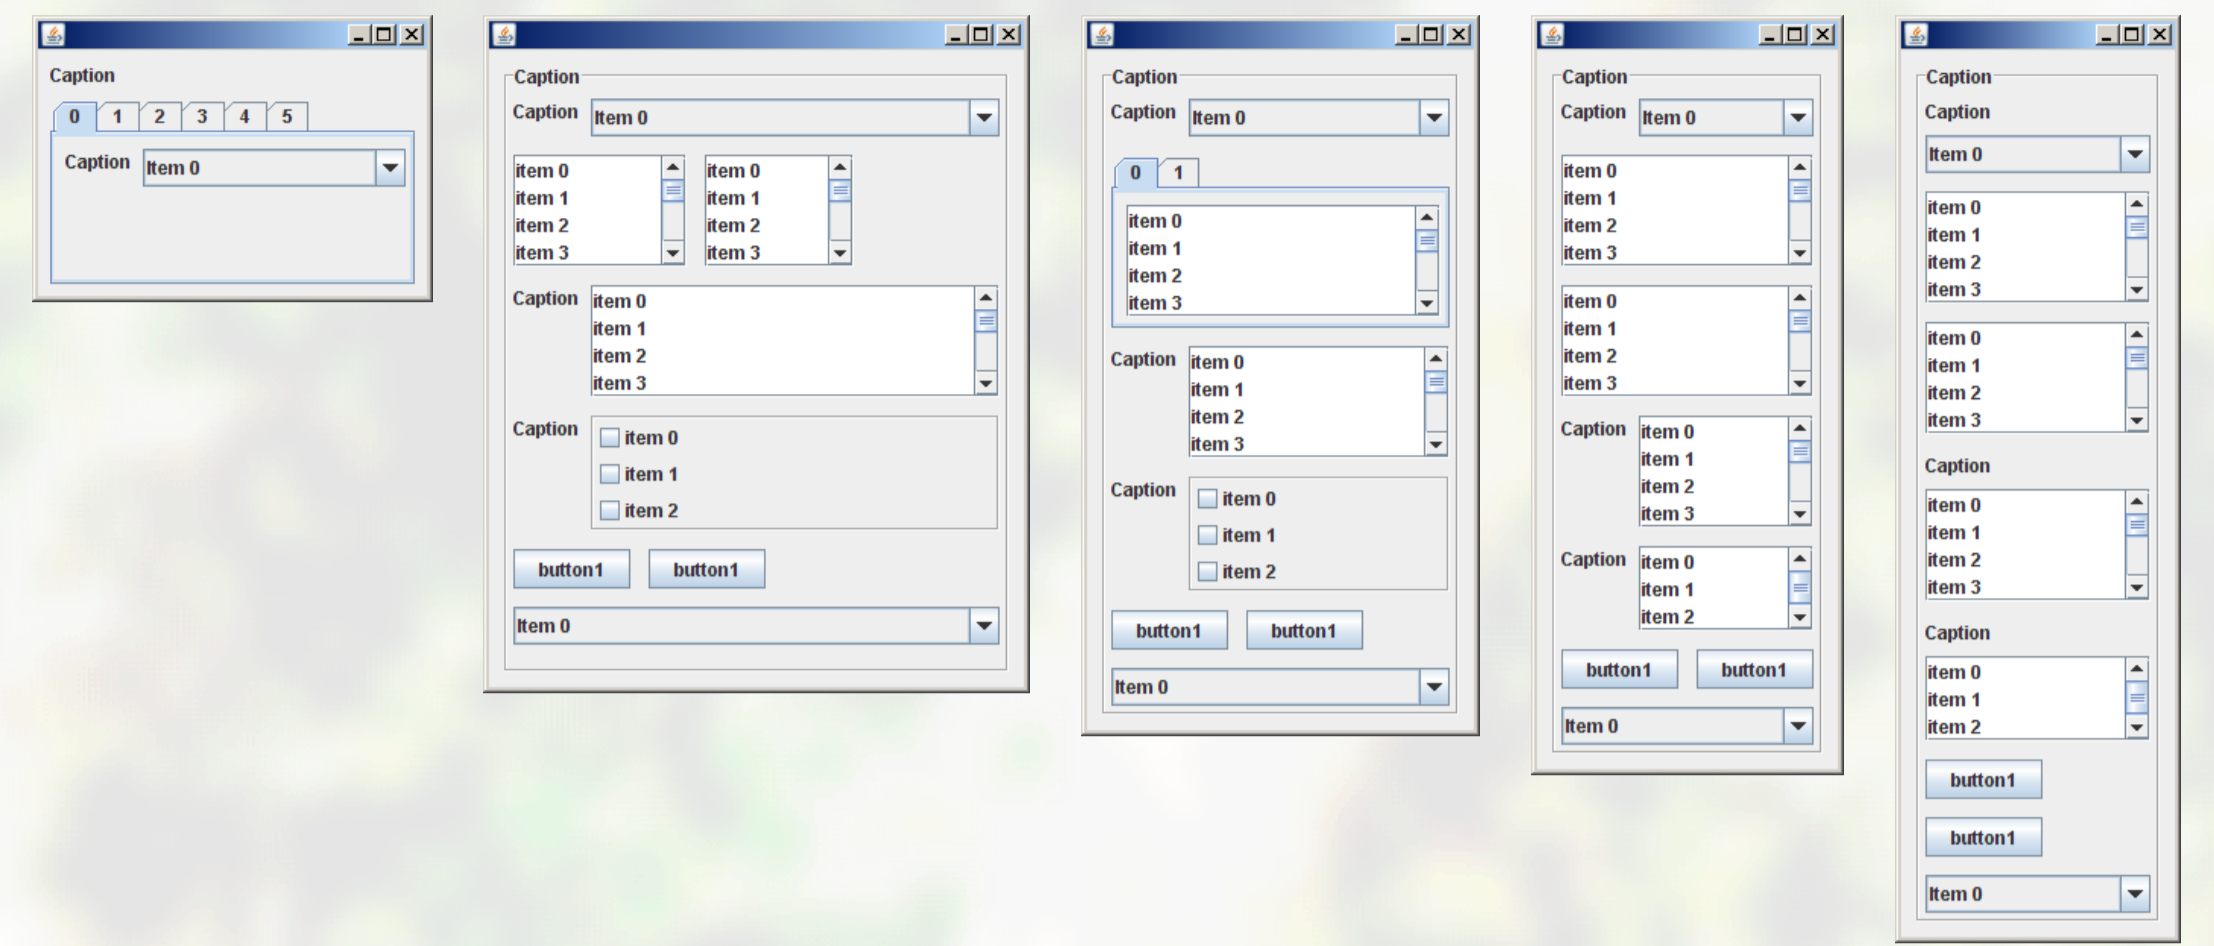 Caption
0 1 2 3 4 5
Caption Item 0
Caption
Caption Item 0
item 0 item 0
item 1 item 1
item 2 item 2
item 3 item 3
Caption item 0
item 1
item 2
item 3
Caption item 0
item 1
item 2
button1 button1
Item 0
Caption
Caption Item 0
0 1
item 0
item 1
item 2
item 3
Caption item 0
item 1
item 2
item 3
Caption item 0
item 1
item 2
button1 button1
Item 0
Caption
Caption Item 0
item 0
item 1
item 2
item 3
item 0
item 1
item 2
item 3
Caption item 0
item 1
item 2
item 3
Caption item 0
item 1
item 2
button1 button1
Item 0
Caption
Caption
Item 0
item 0
item 1
item 2
item 3
item 0
item 1
item 2
item 3
Caption
item 0
item 1
item 2
item 3
Caption
item 0
item 1
item 2
button1
button1
Item 0